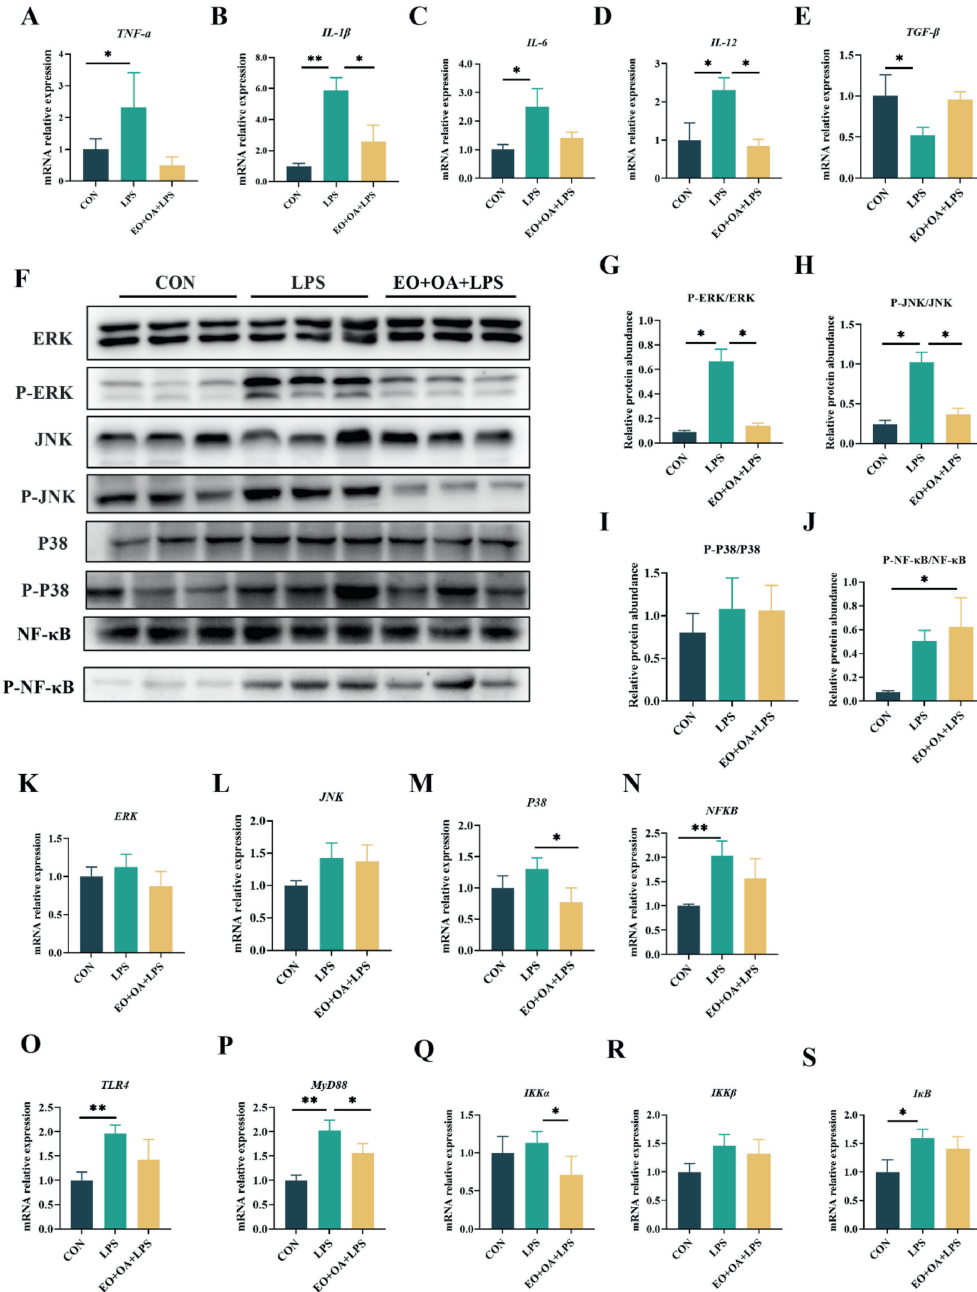 A
TNF-a
mRNA relative expression
4
3
2
1
0
*
CON
LPS
EO+OA+LPS
B
IL-1β
mRNA relative expression
8.0
6.0
4.0
2.0
0.0
**
*
CON
LPS
EO+OA+LPS
C
IL-6
mRNA relative expression
4
3
2
1
0
*
CON
LPS
EO+OA+LPS
D
IL-12
mRNA relative expression
3
2
1
0
*
*
CON
LPS
EO+OA+LPS
E
TGF-β
mRNA relative expression
1.5
1.0
0.5
0.0
*
CON
LPS
EO+OA+LPS
F
CON
LPS
EO+OA+LPS
ERK
P-ERK
JNK
P-JNK
P38
P-P38
NF-κB
P-NF-κB
G
P-ERK/ERK
Relative protein abundance
1.0
0.8
0.6
0.4
0.2
0.0
*
*
CON
LPS
EO+OA+LPS
H
P-JNK/JNK
Relative protein abundance
1.5
1.0
0.5
0.0
*
*
CON
LPS
EO+OA+LPS
I
P-P38/P38
Relative protein abundance
1.5
1.0
0.5
0.0
CON
LPS
EO+OA+LPS
J
P-NF-κB/NF-κB
Relative protein abundance
1.0
0.8
0.6
0.4
0.2
0.0
*
CON
LPS
EO+OA+LPS
K
ERK
mRNA relative expression
1.5
1.0
0.5
0.0
CON
LPS
EO+OA+LPS
L
JNK
mRNA relative expression
2.0
1.5
1.0
0.5
0.0
CON
LPS
EO+OA+LPS
M
P38
mRNA relative expression
2.0
1.5
1.0
0.5
0.0
*
CON
LPS
EO+OA+LPS
N
NFKB
mRNA relative expression
2.5
2.0
1.5
1.0
0.5
0.0
**
CON
LPS
EO+OA+LPS
O
TLR4
mRNA relative expression
2.5
2.0
1.5
1.0
0.5
0.0
**
CON
LPS
EO+OA+LPS
P
MyD88
mRNA relative expression
2.5
2.0
1.5
1.0
0.5
0.0
**
*
CON
LPS
EO+OA+LPS
Q
IKKα
mRNA relative expression
1.5
1.0
0.5
0.0
*
CON
LPS
EO+OA+LPS
R
IKKβ
mRNA relative expression
2.0
1.5
1.0
0.5
0.0
CON
LPS
EO+OA+LPS
S
IκB
mRNA relative expression
2.0
1.5
1.0
0.5
0.0
*
CON
LPS
EO+OA+LPS